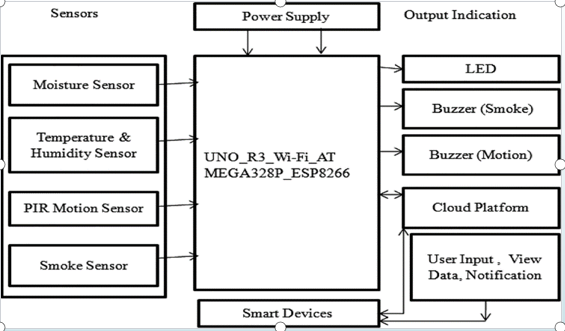 Sensors
Power Supply
Output Indication
Moisture Sensor
Temperature &
Humidity Sensor
PIR Motion Sensor
Smoke Sensor
UNO_R3_Wi-Fi_AT
MEGA328P_ESP8266
LED
Buzzer (Smoke)
Buzzer (Motion)
Cloud Platform
User Input 。 View
Data、Notification
Smart Devices